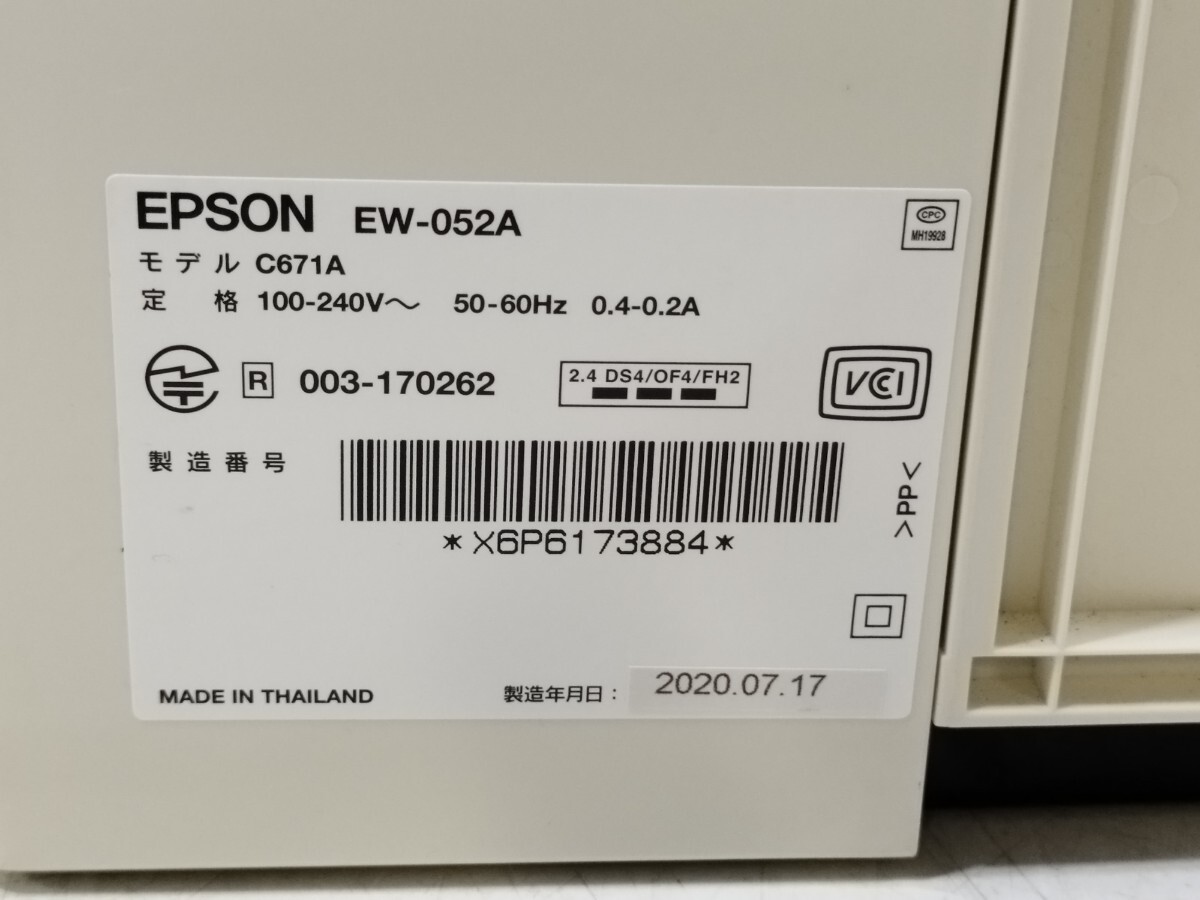 EPSON EW-052A
CPC
MH19928
モデル C671A
定 格 100-240V〜 50-60Hz 0.4-0.2A
R 003-170262
2.4 DS4/OF4/FH2
VCCI
製造番号
*X6P6173884*
>PP<
MADE IN THAILAND
製造年月日： 2020.07.17